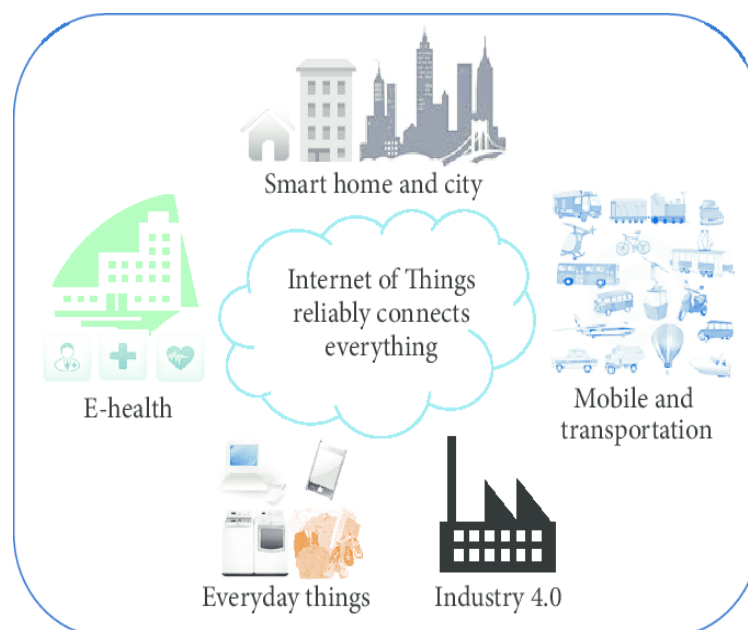 Smart home and city
Internet of Things
reliably connects
everything
E-health
Mobile and
transportation
Everyday things
Industry 4.0